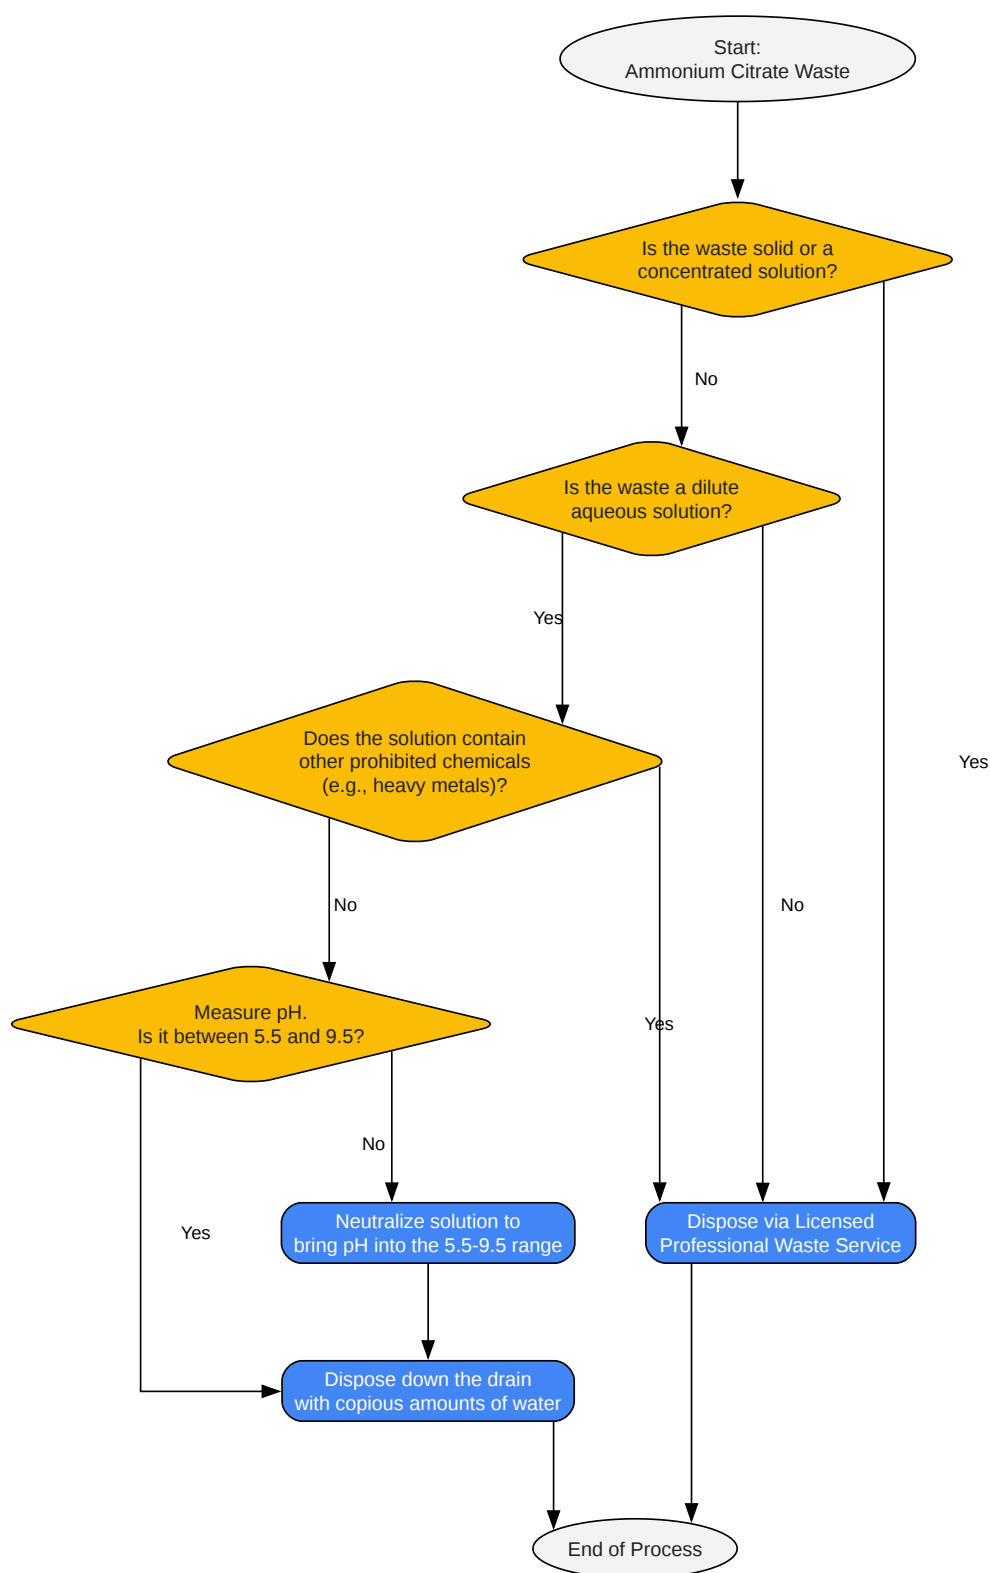 Start:
Ammonium Citrate Waste
Is the waste solid or a
concentrated solution?
No
Is the waste a dilute
aqueous solution?
Yes
Does the solution contain
other prohibited chemicals
(e.g., heavy metals)?
Yes
No
No
Measure pH.
Is it between 5.5 and 9.5?
Yes
No
Yes
Neutralize solution to
bring pH into the 5.5-9.5 range
Dispose via Licensed
Professional Waste Service
Dispose down the drain
with copious amounts of water
End of Process